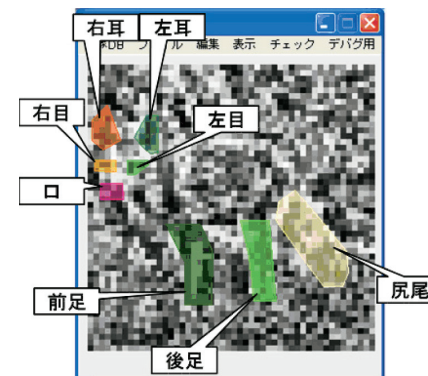 右耳
左耳
DB
ル 編集 表示 チェック デバグ用
右目
左目
口
前足
後足
尻尾